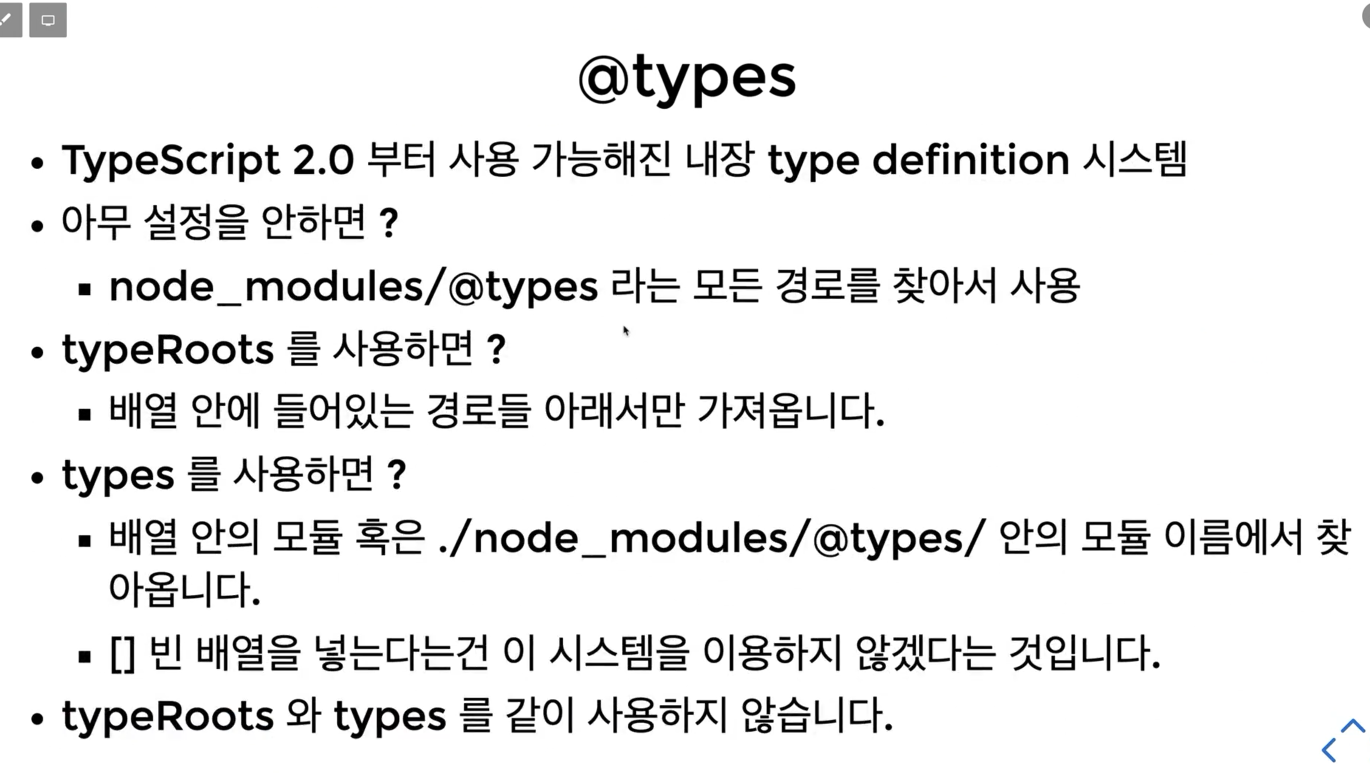 @types
TypeScript 2.0 부터 사용 가능해진 내장 type definition 시스템
아무 설정을 안하면 ?
node_modules/@types 라는 모든 경로를 찾아서 사용
typeRoots 를 사용하면 ?
배열 안에 들어있는 경로들 아래서만 가져옵니다.
types 를 사용하면 ?
배열 안의 모듈 혹은 ./node_modules/@types/ 안의 모듈 이름에서 찾
아옵니다.
[] 빈 배열을 넣는다는건 이 시스템을 이용하지 않겠다는 것입니다.
typeRoots 와 types 를 같이 사용하지 않습니다.